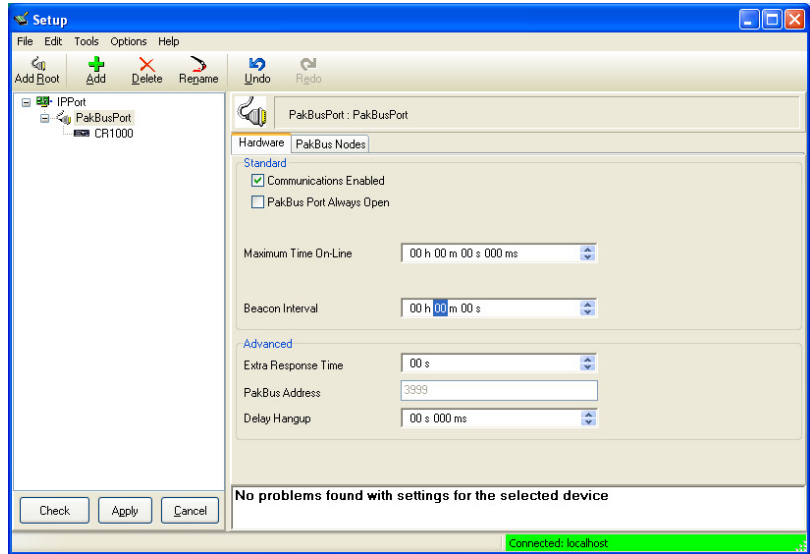 Setup
File Edit Tools Options Help
Add Root Add Delete Rename Undo Redo
IPPort
PakBusPort
CR1000
PakBusPort : PakBusPort
Hardware PakBus Nodes
Standard
Communications Enabled
PakBus Port Always Open
Maximum Time On-Line 00 h 00 m 00 s 000 ms
Beacon Interval 00 h 00 m 00 s
Advanced
Extra Response Time 00 s
PakBus Address 3999
Delay Hangup 00 s 000 ms
Check Apply Cancel
No problems found with settings for the selected device
Connected: localhost